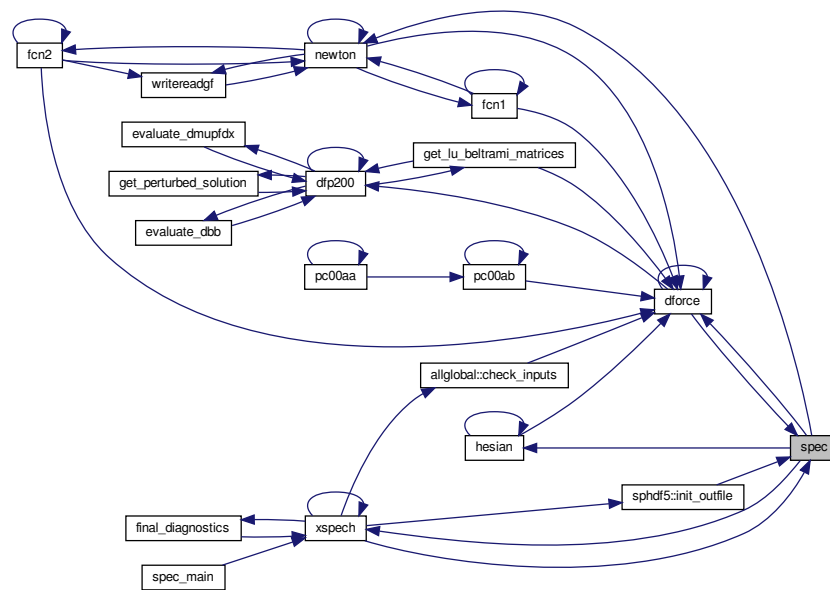 fcn2
newton
writereadgf
fcn1
evaluate_dmupfdx
get_lu_beltrami_matrices
get_perturbed_solution
dfp200
evaluate_dbb
pc00aa
pc00ab
dforce
allglobal::check_inputs
hesian
spec
sphdf5::init_outfile
final_diagnostics
xspech
spec_main